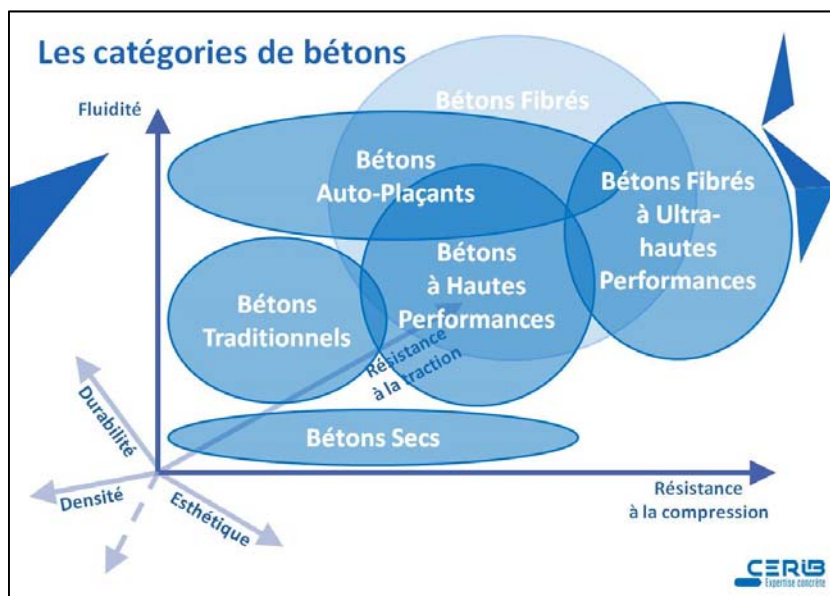 Les catégories de bétons
Fluidité
Bétons Fibrés
Bétons
Auto-Plaçants
Bétons Fibrés
à Ultra-
hautes
Performances
Bétons
à Hautes
Performances
Bétons
Traditionnels
Résistance
à la traction
Bétons Secs
Durabilité
Densité
Esthétique
Résistance
à la compression
CERIB
Expertise concrète